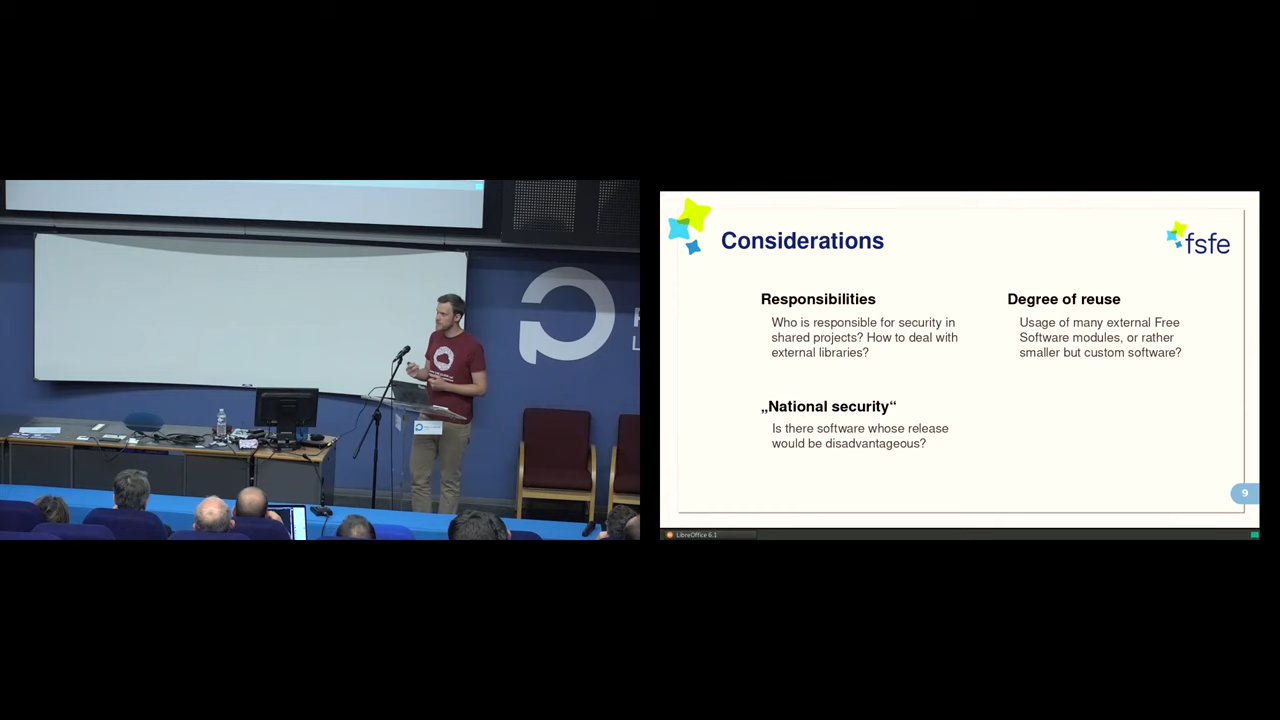 Considerations
fsfe
Responsibilities
Who is responsible for security in
shared projects? How to deal with
external libraries?
Degree of reuse
Usage of many external Free
Software modules, or rather
smaller but custom software?
„National security“
Is there software whose release
would be disadvantageous?
9
LibreOffice 6.1